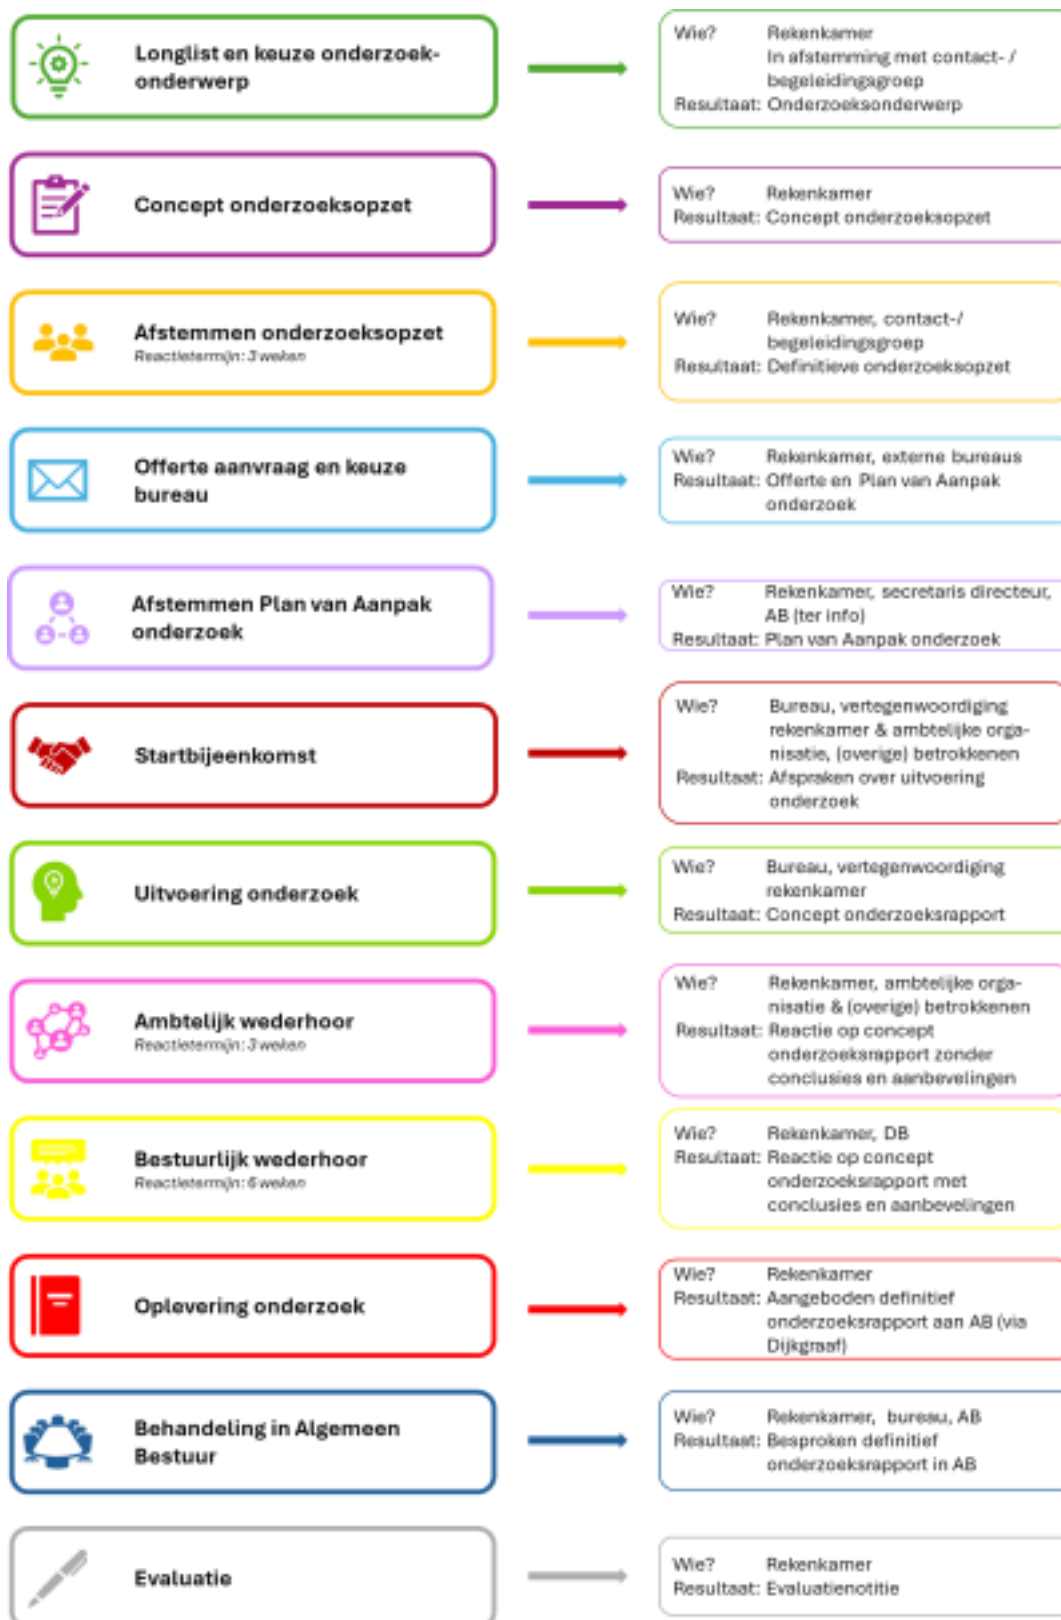 Longlist en keuze onderzoek-
onderwerp
Wie? Rekenkamer
In afstemming met contact- /
begeleidingsgroep
Resultaat: Onderzoeksonderwerp
Concept onderzoeksopzet
Wie? Rekenkamer
Resultaat: Concept onderzoeksopzet
Afstemmen onderzoeksopzet
Reactietermijn: 3 weken
Wie? Rekenkamer, contact-/
begeleidingsgroep
Resultaat: Definitieve onderzoeksopzet
Offerte aanvraag en keuze
bureau
Wie? Rekenkamer, externe bureaus
Resultaat: Offerte en Plan van Aanpak
onderzoek
Afstemmen Plan van Aanpak
onderzoek
Wie? Rekenkamer, secretaris directeur,
AB (ter info)
Resultaat: Plan van Aanpak onderzoek
Startbijeenkomst
Wie? Bureau, vertegenwoordiging
rekenkamer & ambtelijke orga-
nisatie, (overige) betrokkenen
Resultaat: Afspraken over uitvoering
onderzoek
Uitvoering onderzoek
Wie? Bureau, vertegenwoordiging
rekenkamer
Resultaat: Concept onderzoeksrapport
Ambtelijk wederhoor
Reactietermijn: 3 weken
Wie? Rekenkamer, ambtelijke orga-
nisatie & (overige) betrokkenen
Resultaat: Reactie op concept
onderzoeksrapport zonder
conclusies en aanbevelingen
Bestuurlijk wederhoor
Reactietermijn: 6 weken
Wie? Rekenkamer, DB
Resultaat: Reactie op concept
onderzoeksrapport met
conclusies en aanbevelingen
Oplevering onderzoek
Wie? Rekenkamer
Resultaat: Aangeboden definitief
onderzoeksrapport aan AB (via
Dijkgraaf)
Behandeling in Algemeen
Bestuur
Wie? Rekenkamer, bureau, AB
Resultaat: Besproken definitief
onderzoeksrapport in AB
Evaluatie
Wie? Rekenkamer
Resultaat: Evaluatienotitie